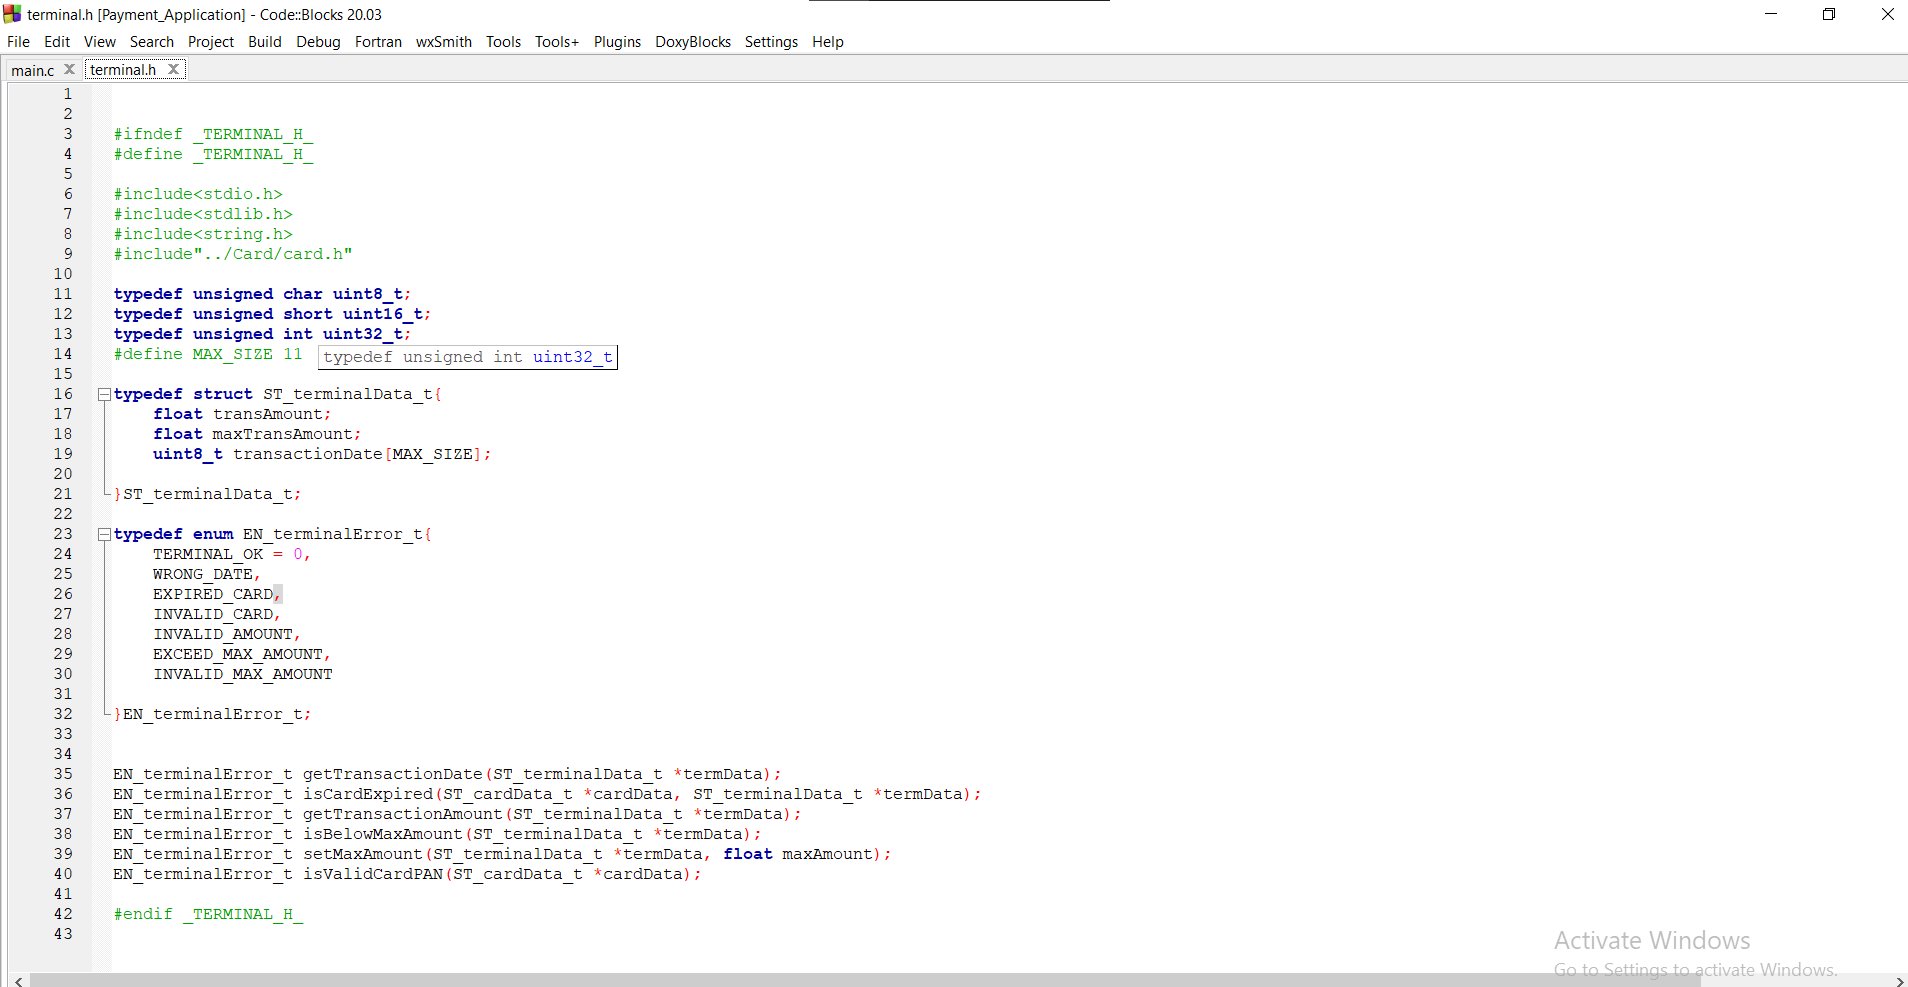 terminal.h [Payment_Application] - Code::Blocks 20.03
File Edit View Search Project Build Debug Fortran wxSmith Tools Tools+ Plugins DoxyBlocks Settings Help
main.c terminal.h
1
2
3 #ifndef _TERMINAL_H_
4 #define _TERMINAL_H_
5
6 #include<stdio.h>
7 #include<stdlib.h>
8 #include<string.h>
9 #include"../Card/card.h"
10
11 typedef unsigned char uint8_t;
12 typedef unsigned short uint16_t;
13 typedef unsigned int uint32_t;
14 #define MAX_SIZE 11 typedef unsigned int uint32_t
15
16 typedef struct ST_terminalData_t{
17 float transAmount;
18 float maxTransAmount;
19 uint8_t transactionDate[MAX_SIZE];
20
21 }ST_terminalData_t;
22
23 typedef enum EN_terminalError_t{
24 TERMINAL_OK = 0,
25 WRONG_DATE,
26 EXPIRED_CARD,
27 INVALID_CARD,
28 INVALID_AMOUNT,
29 EXCEED_MAX_AMOUNT,
30 INVALID_MAX_AMOUNT
31
32 }EN_terminalError_t;
33
34
35 EN_terminalError_t getTransactionDate(ST_terminalData_t *termData);
36 EN_terminalError_t isCardExpired(ST_cardData_t *cardData, ST_terminalData_t *termData);
37 EN_terminalError_t getTransactionAmount(ST_terminalData_t *termData);
38 EN_terminalError_t isBelowMaxAmount(ST_terminalData_t *termData);
39 EN_terminalError_t setMaxAmount(ST_terminalData_t *termData, float maxAmount);
40 EN_terminalError_t isValidCardPAN(ST_cardData_t *cardData);
41
42 #endif _TERMINAL_H_
43
Activate Windows
Go to Settings to activate Windows.